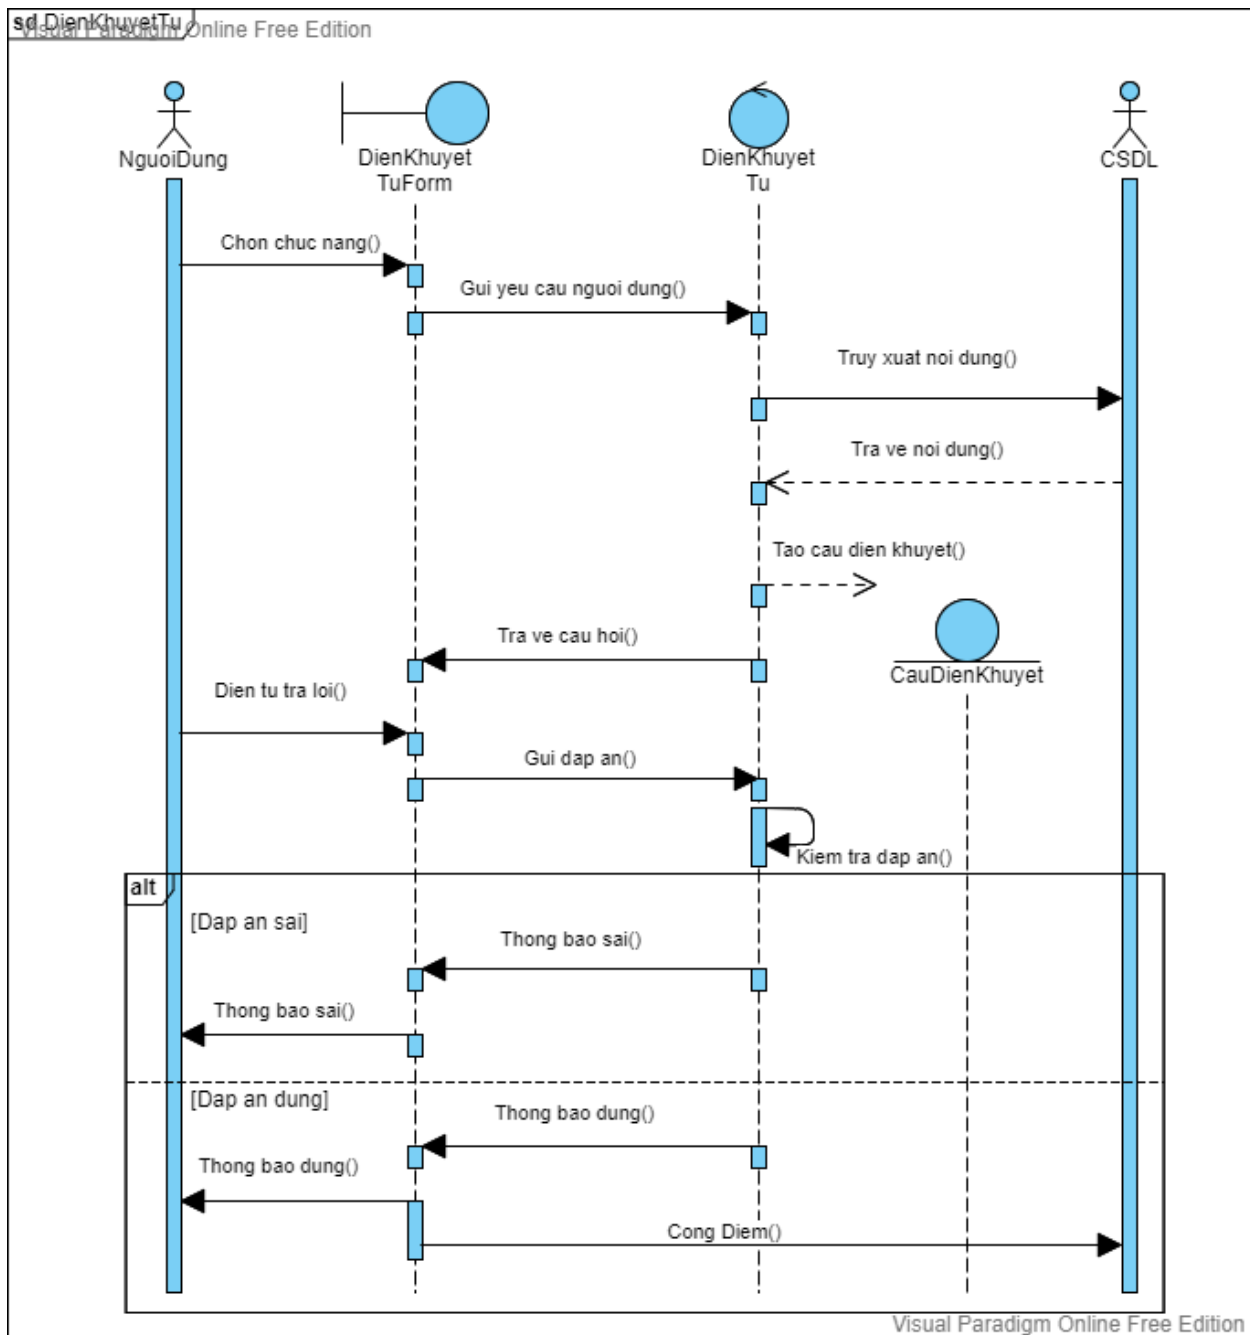 sd DienKhuyetTu
Visual Paradigm Online Free Edition
NguoiDung
DienKhuyet
TuForm
DienKhuyet
Tu
CSDL
Chon chuc nang()
Gui yeu cau nguoi dung()
Truy xuat noi dung()
Tra ve noi dung()
Tao cau dien khuyet()
Tra ve cau hoi()
CauDienKhuyet
Dien tu tra loi()
Gui dap an()
Kiem tra dap an()
alt
[Dap an sai]
Thong bao sai()
Thong bao sai()
[Dap an dung]
Thong bao dung()
Thong bao dung()
Cong Diem()
Visual Paradigm Online Free Edition